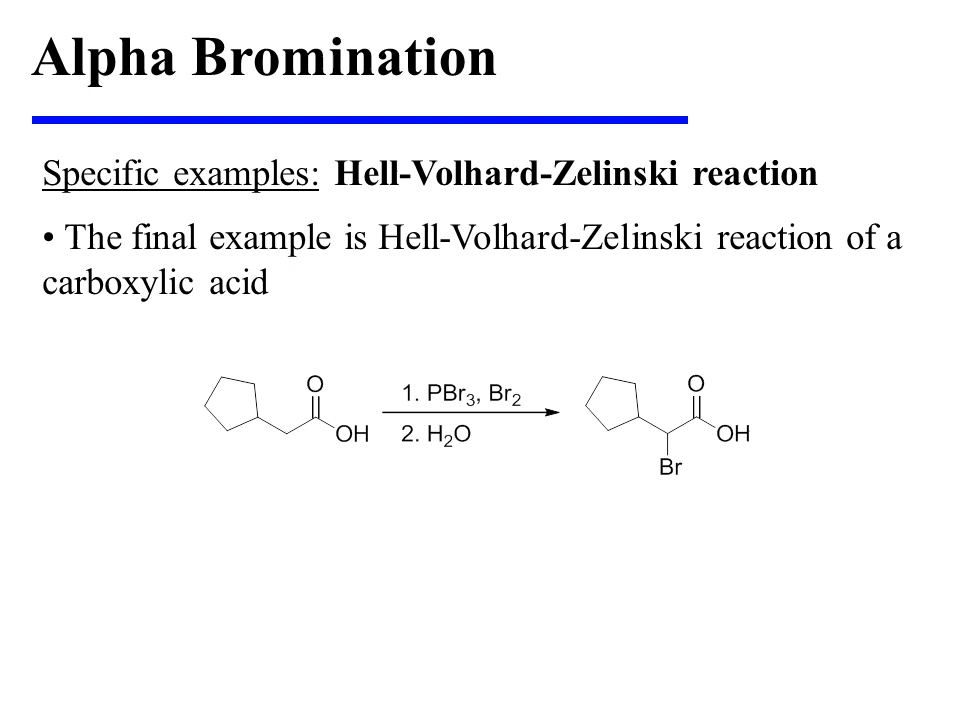 Alpha Bromination
Specific examples: Hell-Volhard-Zelinski reaction
• The final example is Hell-Volhard-Zelinski reaction of a
carboxylic acid
O
OH
1. PBr₃, Br₂
2. H₂O
O
OH
Br